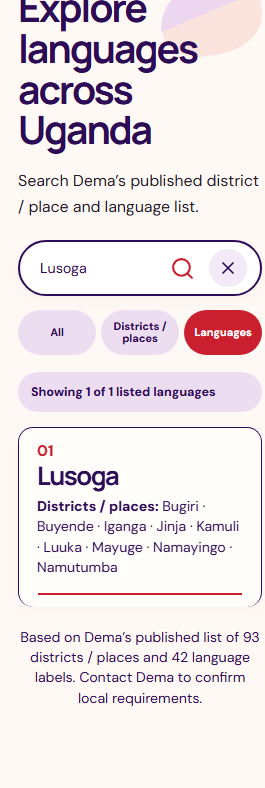 Explore
languages
across
Uganda
Search Dema’s published district
/ place and language list.
Lusoga
All
Districts /
places
Languages
Showing 1 of 1 listed languages
01
Lusoga
Districts / places: Bugiri ·
Buyende · Iganga · Jinja · Kamuli
· Luuka · Mayuge · Namayingo ·
Namutumba
Based on Dema’s published list of 93
districts / places and 42 language
labels. Contact Dema to confirm
local requirements.